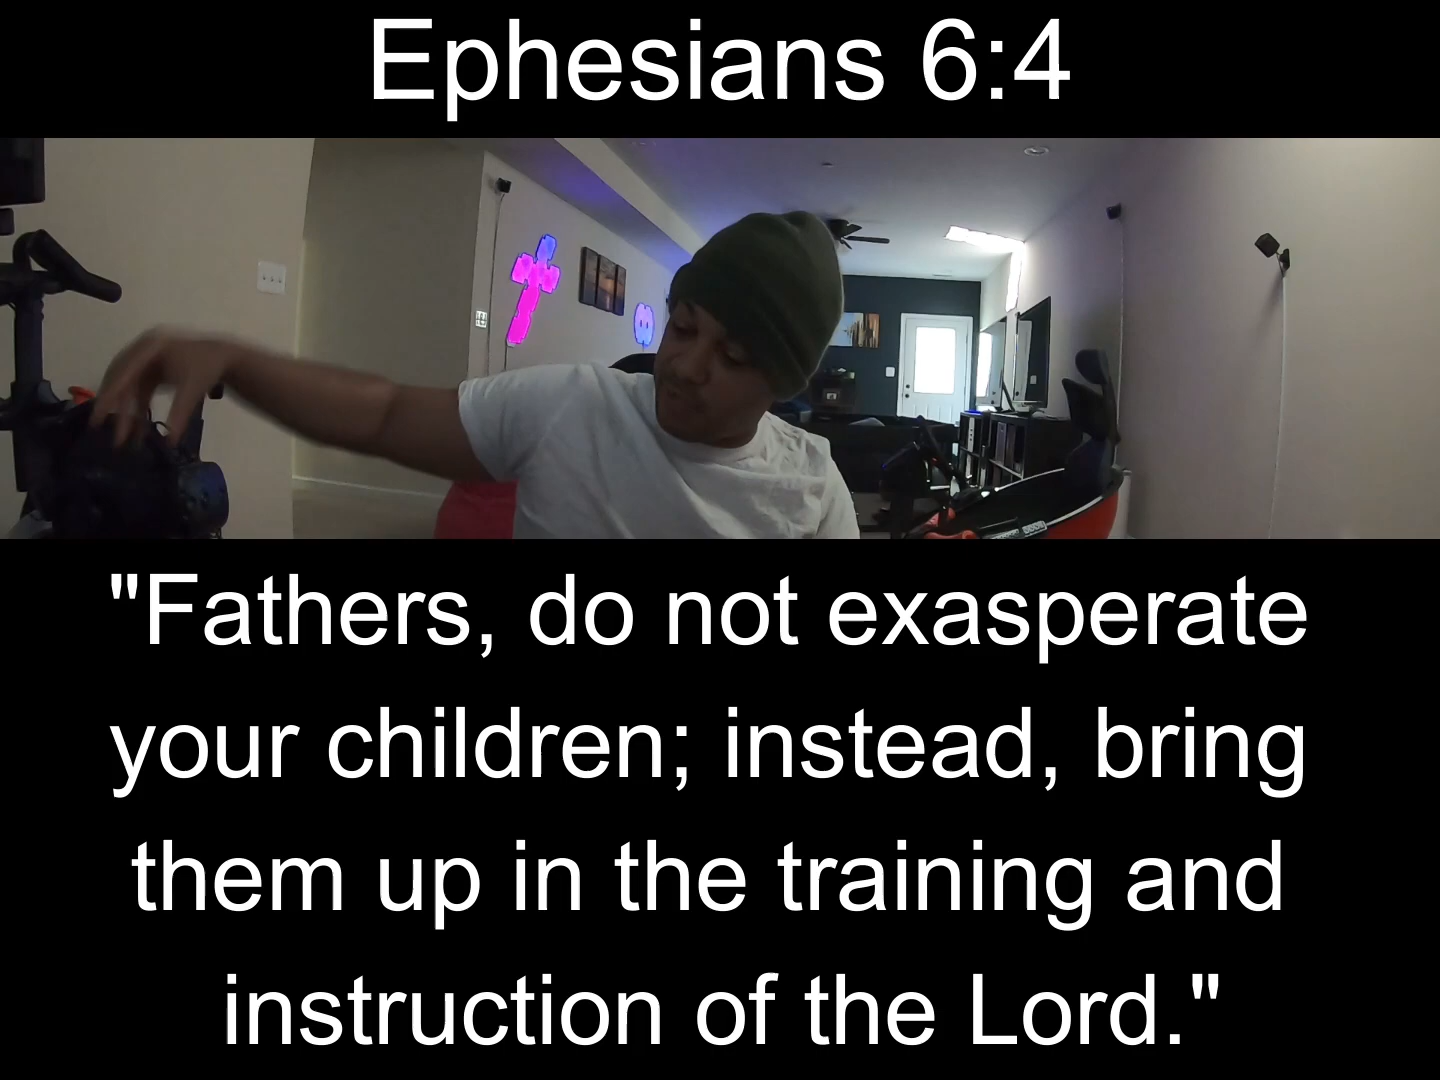 Ephesians 6:4
"Fathers, do not exasperate
your children; instead, bring
them up in the training and
instruction of the Lord."